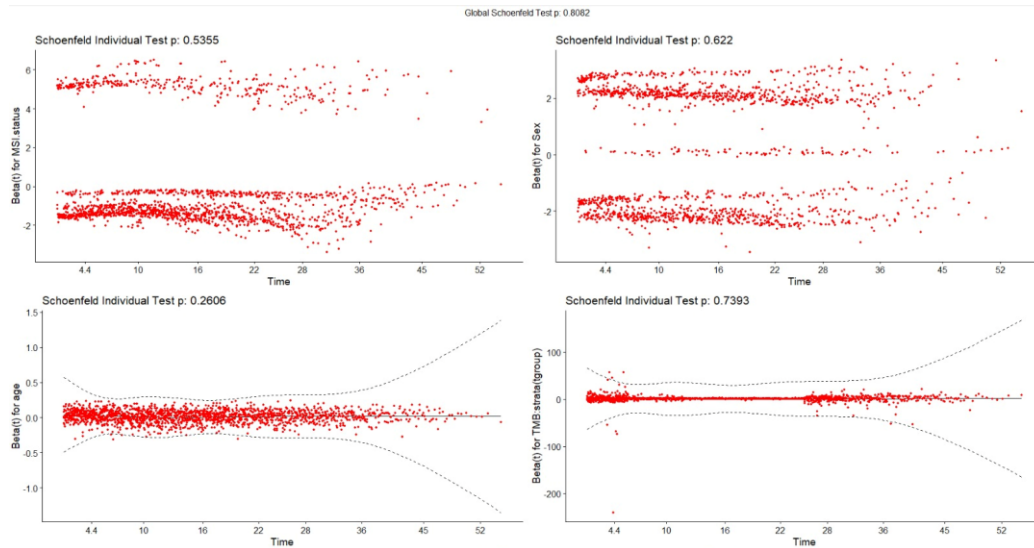 Global Schoenfeld Test p: 0.8082
Schoenfeld Individual Test p: 0.5355
Beta(t) for MSI.status
6
4
2
0
-2
4.4 10 16 22 28 36 45 52
Time
Schoenfeld Individual Test p: 0.622
Beta(t) for Sex
2
0
-2
4.4 10 16 22 28 36 45 52
Time
Schoenfeld Individual Test p: 0.2606
Beta(t) for age
1.5
1.0
0.5
0.0
-0.5
-1.0
4.4 10 16 22 28 36 45 52
Time
Schoenfeld Individual Test p: 0.7393
Beta(t) for TMB:strata(tgroup)
100
0
-100
-200
4.4 10 16 22 28 36 45 52
Time